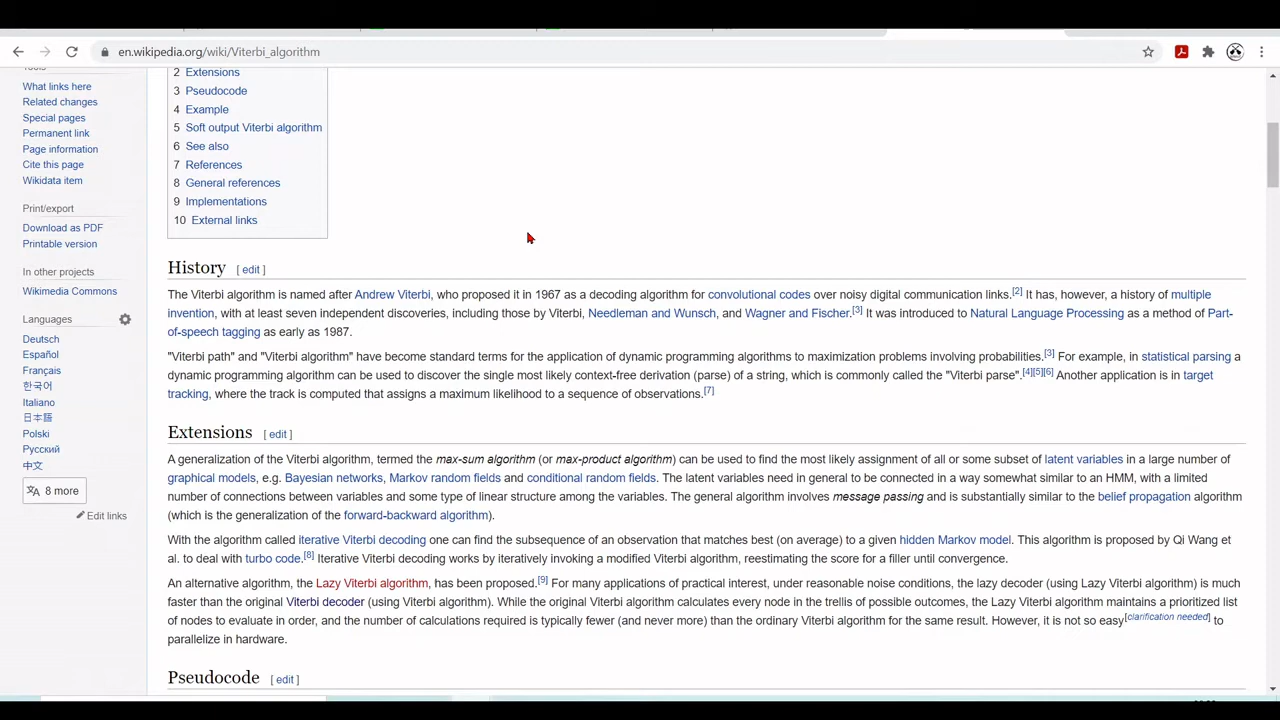 en.wikipedia.org/wiki/Viterbi_algorithm
What links here
Related changes
Special pages
Permanent link
Page information
Cite this page
Wikidata item
Print/export
Download as PDF
Printable version
In other projects
Wikimedia Commons
Languages
Deutsch
Español
Français
한국어
Italiano
日本語
Polski
Русский
中文
8 more
Edit links
2 Extensions
3 Pseudocode
4 Example
5 Soft output Viterbi algorithm
6 See also
7 References
8 General references
9 Implementations
10 External links
History [ edit ]
The Viterbi algorithm is named after Andrew Viterbi, who proposed it in 1967 as a decoding algorithm for convolutional codes over noisy digital communication links.[2] It has, however, a history of multiple
invention, with at least seven independent discoveries, including those by Viterbi, Needleman and Wunsch, and Wagner and Fischer.[3] It was introduced to Natural Language Processing as a method of Part-
of-speech tagging as early as 1987.
"Viterbi path" and "Viterbi algorithm" have become standard terms for the application of dynamic programming algorithms to maximization problems involving probabilities.[3] For example, in statistical parsing a
dynamic programming algorithm can be used to discover the single most likely context-free derivation (parse) of a string, which is commonly called the "Viterbi parse".[4][5][6] Another application is in target
tracking, where the track is computed that assigns a maximum likelihood to a sequence of observations.[7]
Extensions [ edit ]
A generalization of the Viterbi algorithm, termed the max-sum algorithm (or max-product algorithm) can be used to find the most likely assignment of all or some subset of latent variables in a large number of
graphical models, e.g. Bayesian networks, Markov random fields and conditional random fields. The latent variables need in general to be connected in a way somewhat similar to an HMM, with a limited
number of connections between variables and some type of linear structure among the variables. The general algorithm involves message passing and is substantially similar to the belief propagation algorithm
(which is the generalization of the forward-backward algorithm).
With the algorithm called iterative Viterbi decoding one can find the subsequence of an observation that matches best (on average) to a given hidden Markov model. This algorithm is proposed by Qi Wang et
al. to deal with turbo code.[8] Iterative Viterbi decoding works by iteratively invoking a modified Viterbi algorithm, reestimating the score for a filler until convergence.
An alternative algorithm, the Lazy Viterbi algorithm, has been proposed.[9] For many applications of practical interest, under reasonable noise conditions, the lazy decoder (using Lazy Viterbi algorithm) is much
faster than the original Viterbi decoder (using Viterbi algorithm). While the original Viterbi algorithm calculates every node in the trellis of possible outcomes, the Lazy Viterbi algorithm maintains a prioritized list
of nodes to evaluate in order, and the number of calculations required is typically fewer (and never more) than the ordinary Viterbi algorithm for the same result. However, it is not so easy[clarification needed] to
parallelize in hardware.
Pseudocode [ edit ]